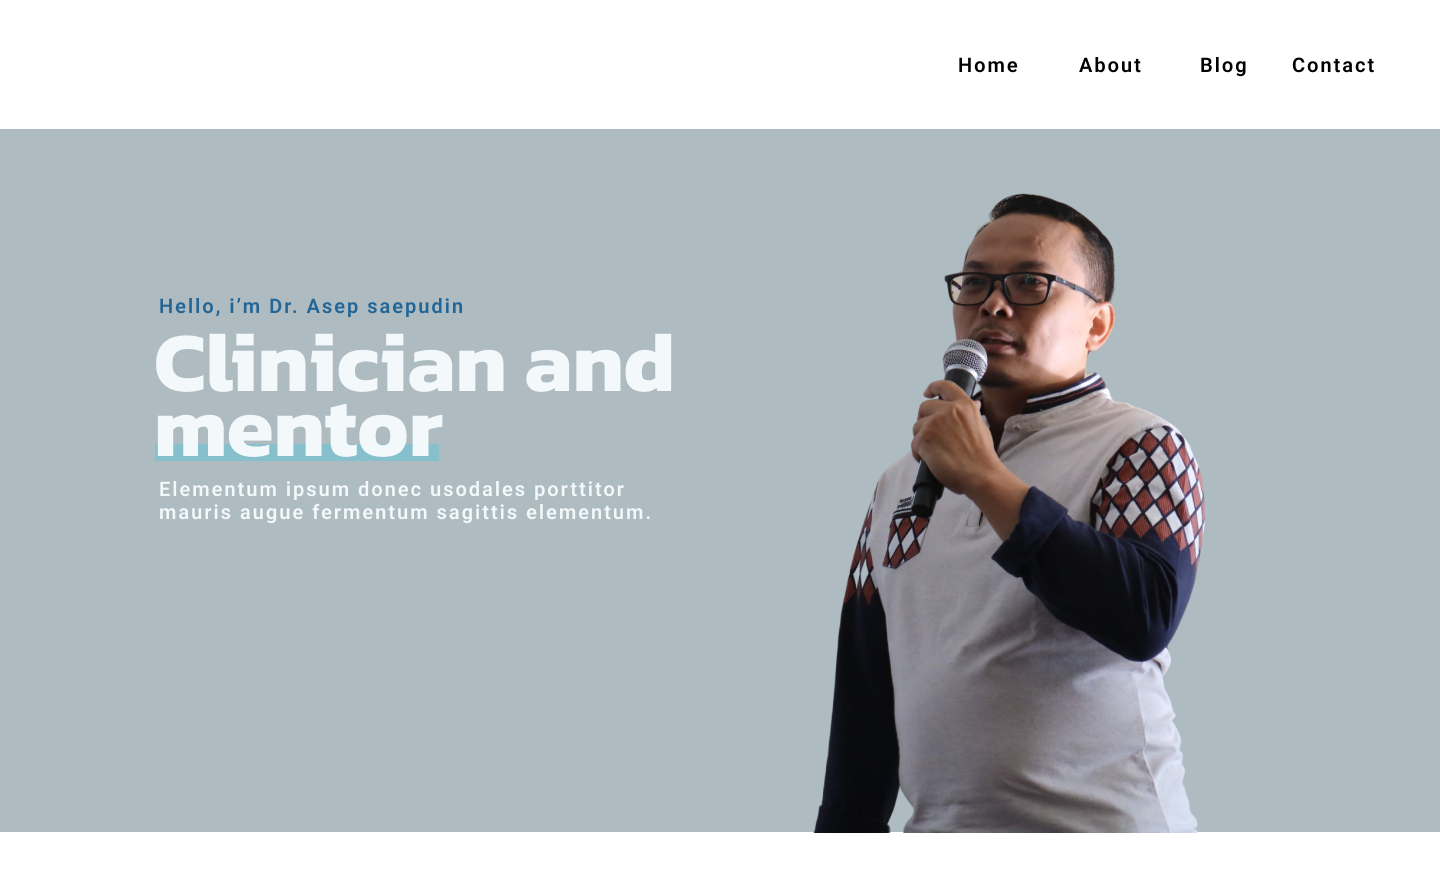 Home About Blog Contact
Hello, i’m Dr. Asep saepudin
Clinician and
mentor
Elementum ipsum donec usodales porttitor
mauris augue fermentum sagittis elementum.